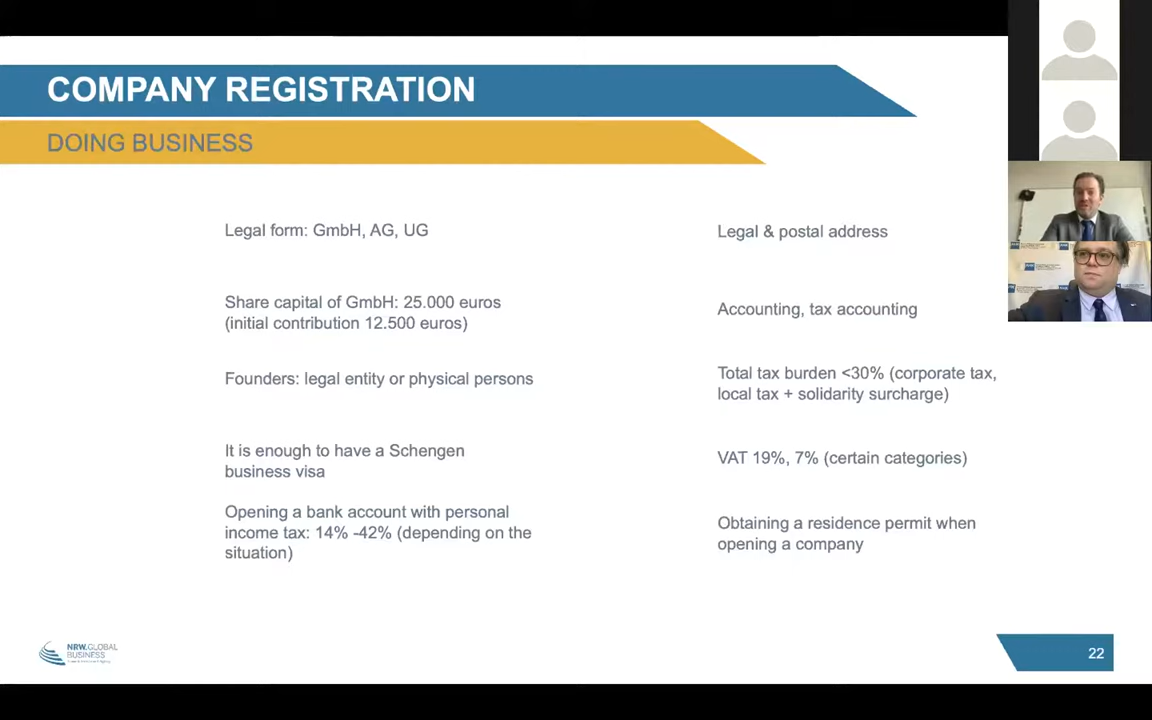 COMPANY REGISTRATION
DOING BUSINESS
Legal form: GmbH, AG, UG
Share capital of GmbH: 25.000 euros
(initial contribution 12.500 euros)
Founders: legal entity or physical persons
It is enough to have a Schengen
business visa
Opening a bank account with personal
income tax: 14% -42% (depending on the
situation)
Legal & postal address
Accounting, tax accounting
Total tax burden <30% (corporate tax,
local tax + solidarity surcharge)
VAT 19%, 7% (certain categories)
Obtaining a residence permit when
opening a company
NRW.GLOBAL
BUSINESS
22